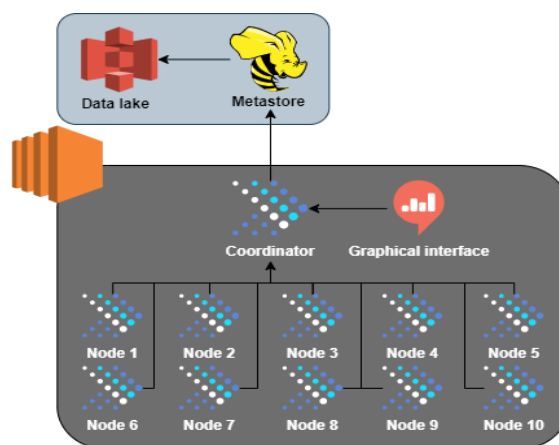 Data lake
Metastore
Coordinator
Graphical interface
Node 1
Node 2
Node 3
Node 4
Node 5
Node 6
Node 7
Node 8
Node 9
Node 10